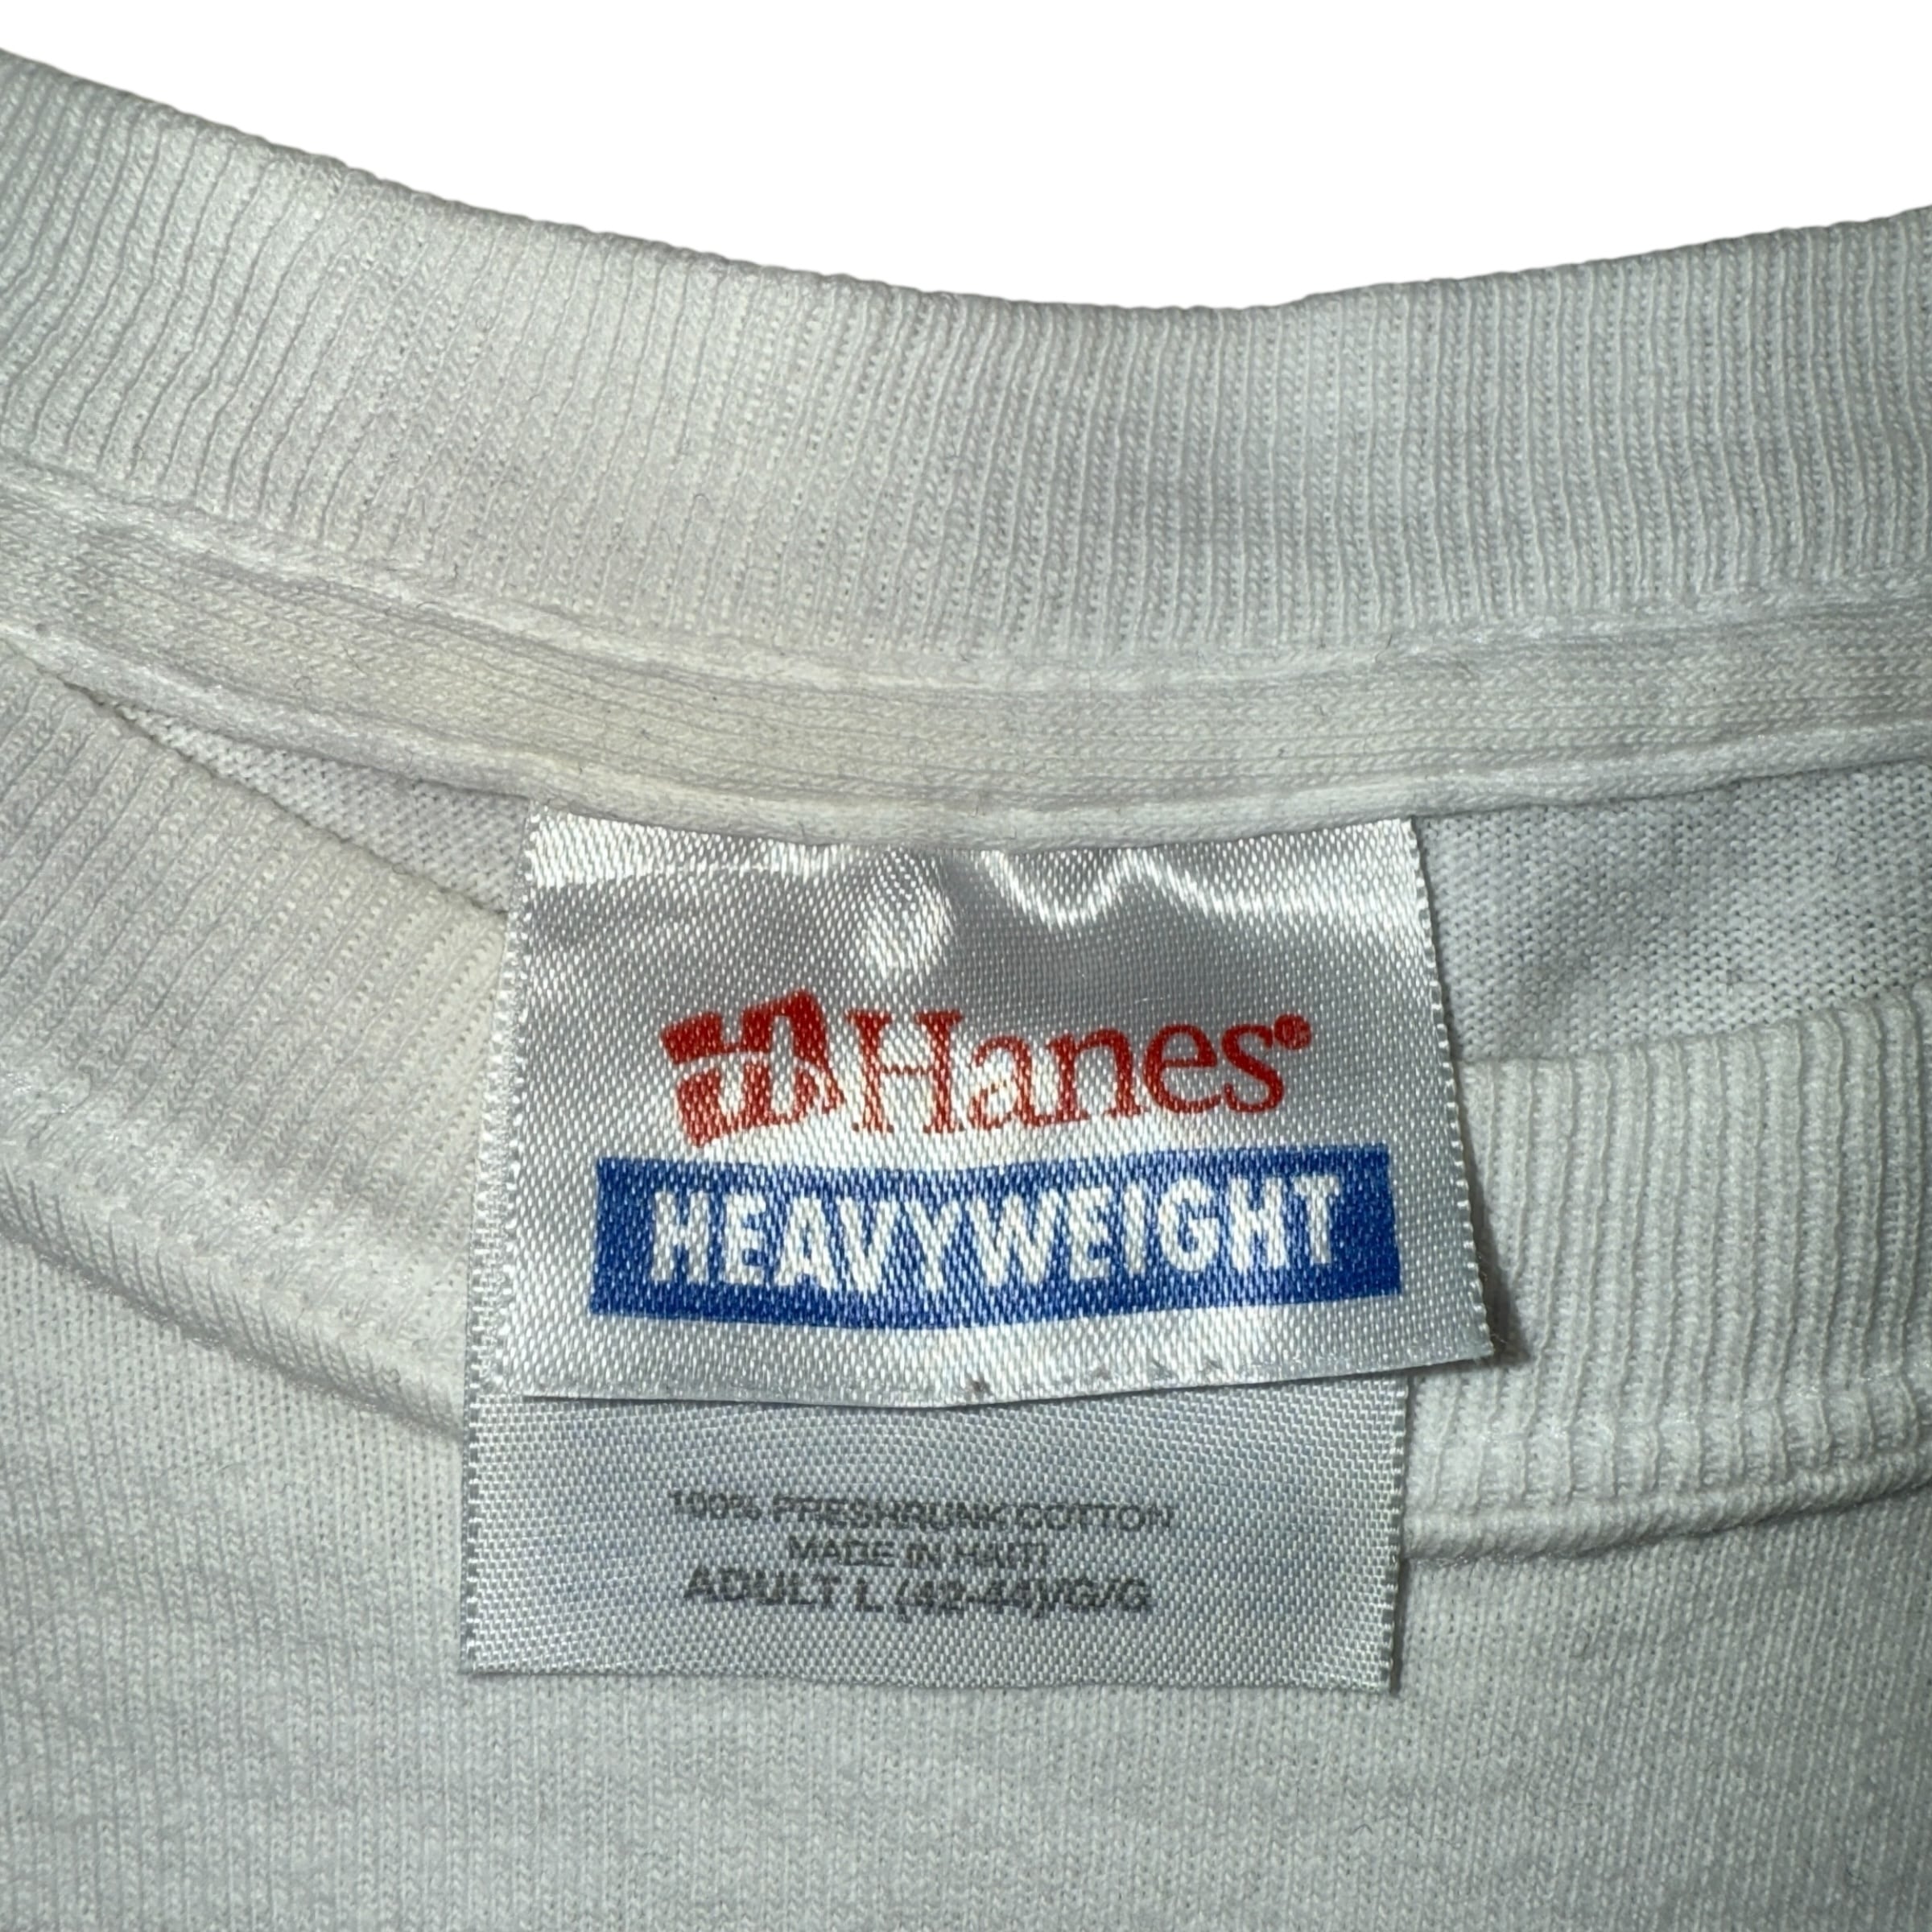 Hanes®
HEAVYWEIGHT
100% PRESHRUNK COTTON
MADE IN HAITI
ADULT L (42-44)/G/G